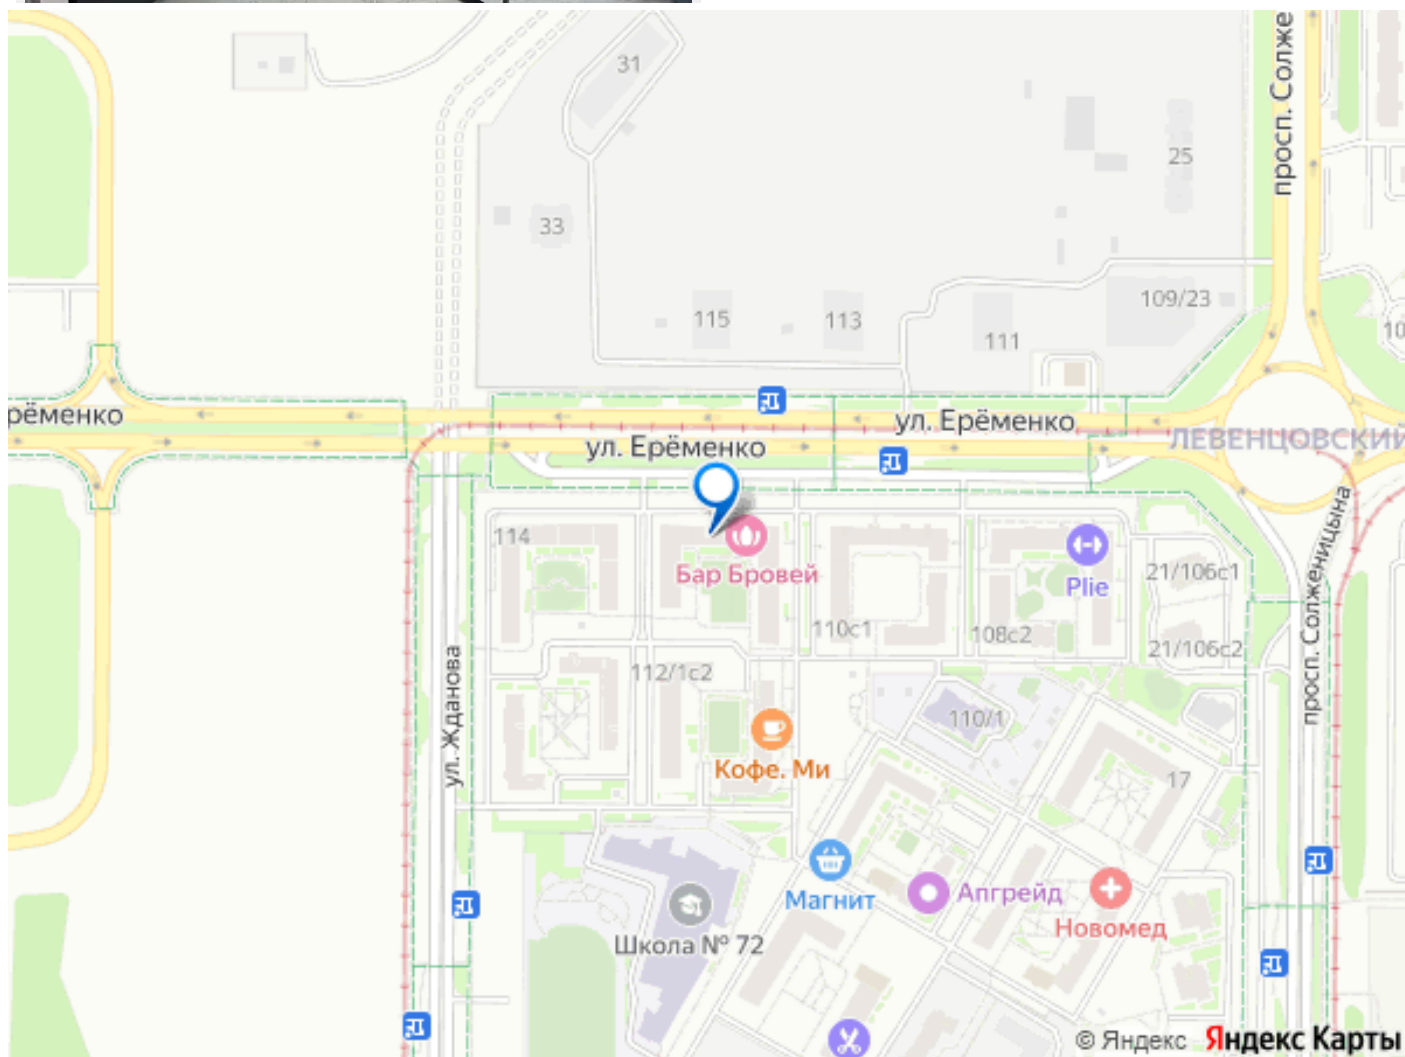 31
просп. Солже
25
33
109/23
115
113
111
10
рёменко
ул. Ерёменко
ул. Ерёменко
ЛЕВЕНЦОВСКИЙ
114
Бар Бровей
Plie
21/106с1
110с1
108с2
21/106с2
просп. Солженицына
112/1с2
ул. Жданова
110/1
Кофе. Ми
17
Магнит
Апгрейд
Новомед
Школа № 72
© Яндекс Яндекс Карты